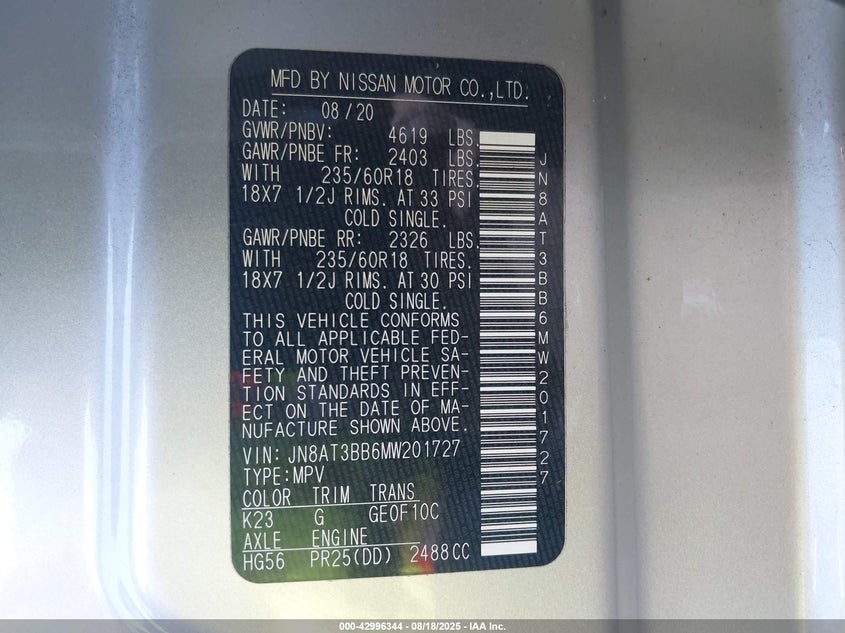 MFD BY NISSAN MOTOR CO.,LTD.
DATE: 08/20
GVWR/PNBV: 4619 LBS.
GAWR/PNBE FR: 2403 LBS.
WITH 235/60R18 TIRES.
18X7 1/2J RIMS. AT 33 PSI
COLD SINGLE.
GAWR/PNBE RR: 2326 LBS.
WITH 235/60R18 TIRES.
18X7 1/2J RIMS. AT 30 PSI
COLD SINGLE.
THIS VEHICLE CONFORMS
TO ALL APPLICABLE FED-
ERAL MOTOR VEHICLE SA-
FETY AND THEFT PREVEN-
TION STANDARDS IN EFF-
ECT ON THE DATE OF MA-
NUFACTURE SHOWN ABOVE.
VIN: JN8AT3BB6MW201727
TYPE:MPV
COLOR TRIM TRANS
K23 G GE0F10C
AXLE ENGINE
HG56 PR25(DD) 2488CC
JN8AT3BB6MW201727
000-42996344 - 08/18/2025 - IAA Inc.